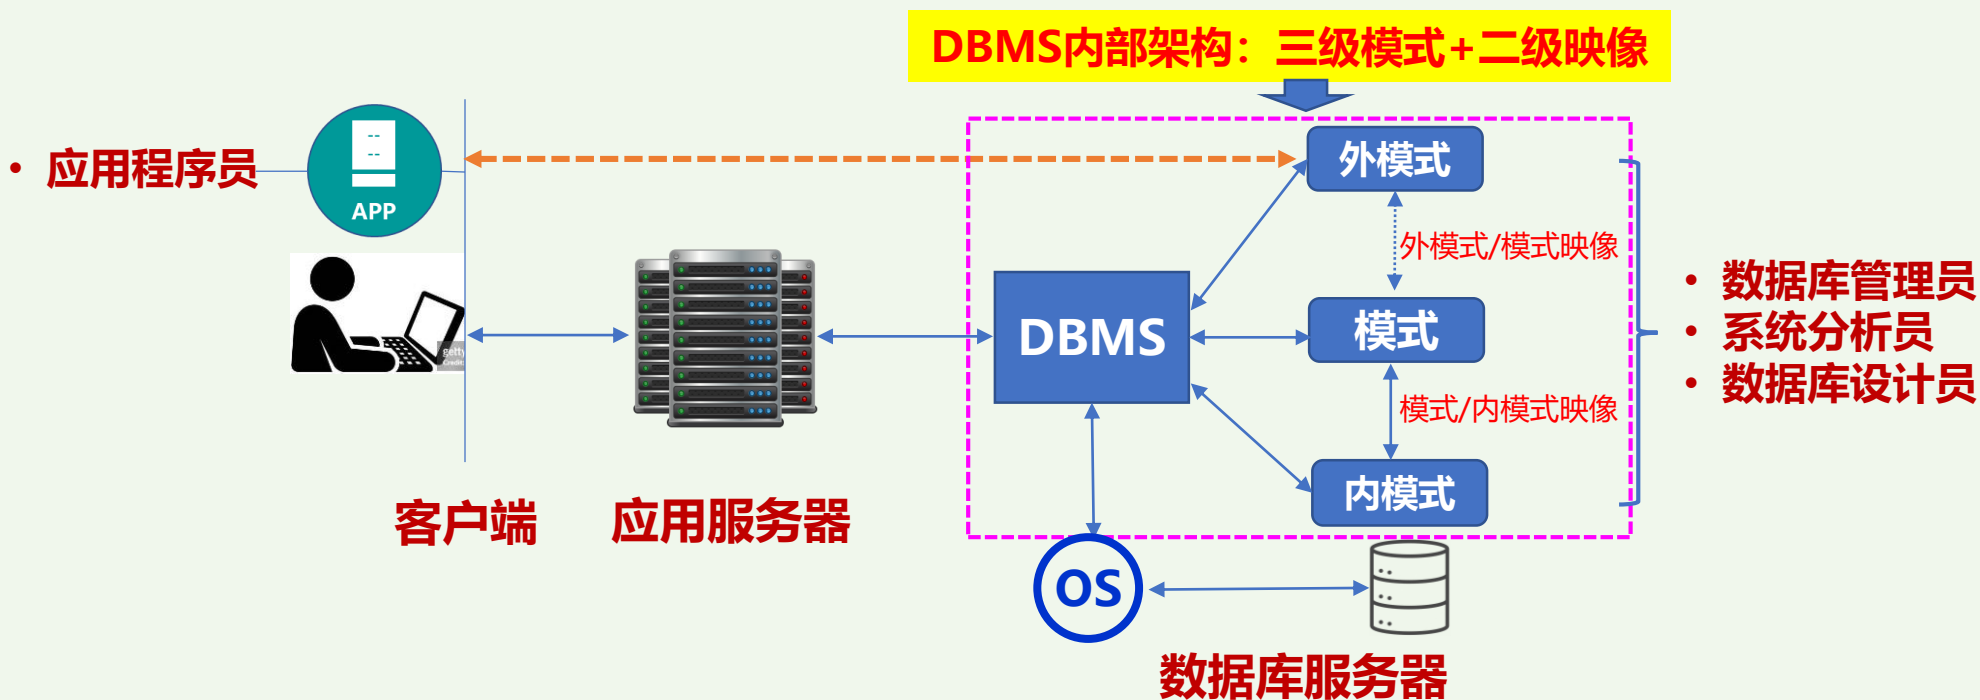 DBMS内部架构：三级模式+二级映像
• 应用程序员
--
--
APP
外模式
外模式/模式映像
DBMS
模式
模式/内模式映像
内模式
• 数据库管理员
• 系统分析员
• 数据库设计员
getty
客户端
应用服务器
OS
数据库服务器